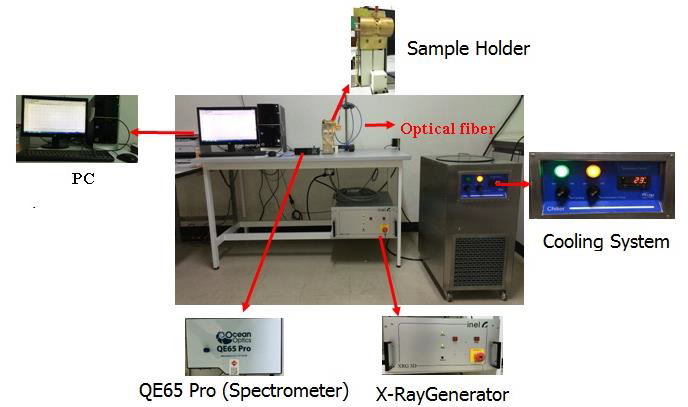 Sample Holder
Optical fiber
PC
.
23.
Chiller
Cooling System
Ocean
Optics
QE65 Pro
inel
XRG 3D
QE65 Pro (Spectrometer)
X-RayGenerator